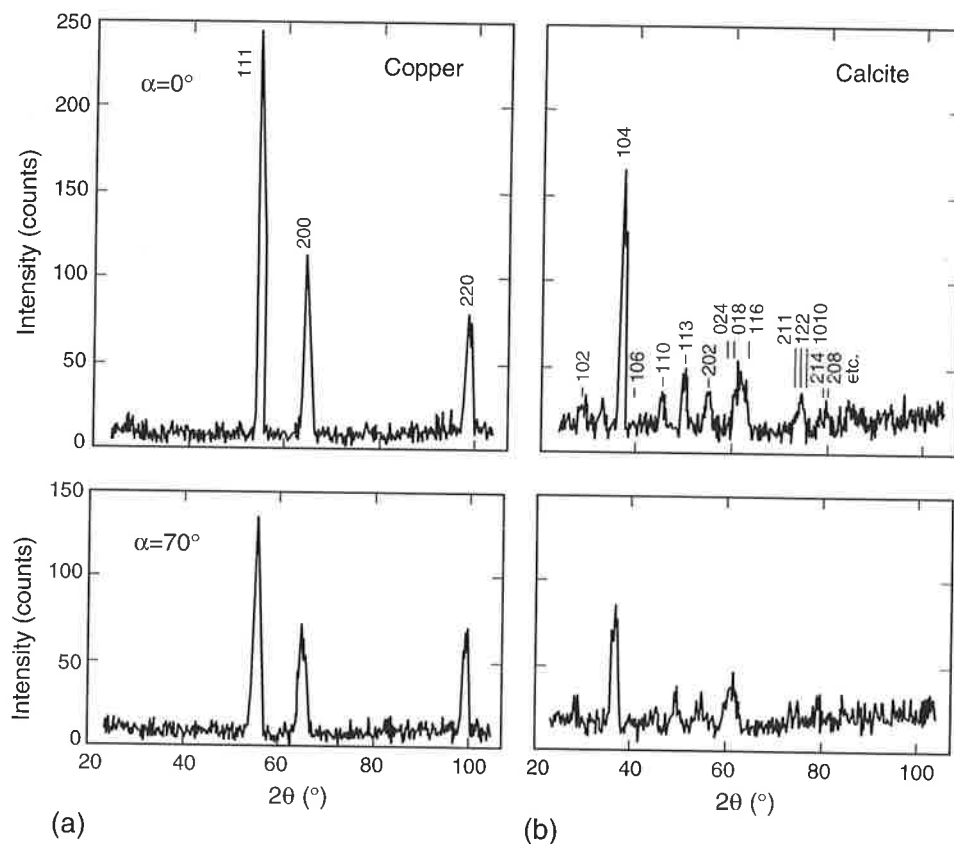 250
200
150
100
50
0
Intensity (counts)
α=0°
Copper
111
200
220
Calcite
104
102
106
110
113
202
024
018
116
211
122
1010
214
208
etc.
150
100
50
0
Intensity (counts)
α=70°
20 40 60 80 100
2θ (°)
(a)
20 40 60 80 100
2θ (°)
(b)